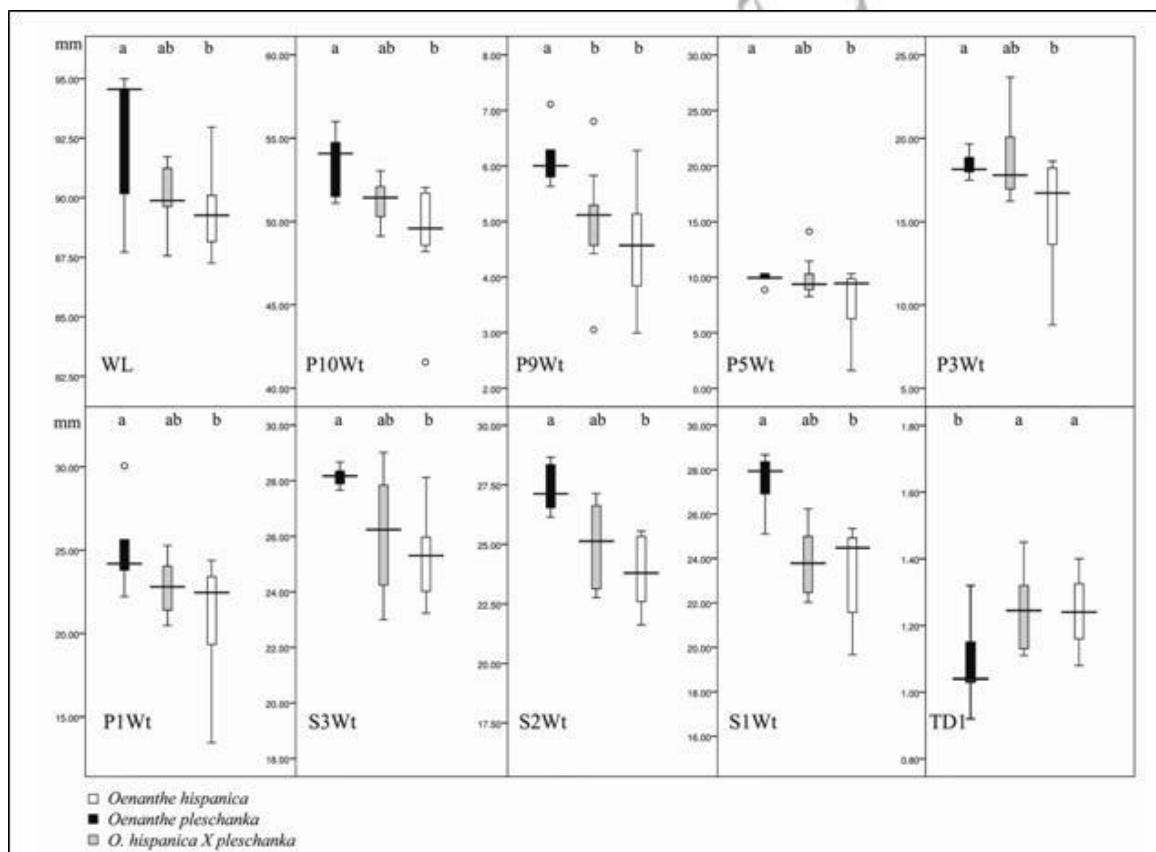 mm
a ab b
95.00
92.50
90.00
87.50
85.00
82.50
WL
a ab b
60.00
55.00
50.00
45.00
40.00
P10Wt
a b b
8.00
7.00
6.00
5.00
4.00
3.00
2.00
P9Wt
a ab b
30.00
25.00
20.00
15.00
10.00
5.00
0.00
P5Wt
a ab b
25.00
20.00
15.00
10.00
5.00
P3Wt
mm
a ab b
30.00
25.00
20.00
15.00
P1Wt
a ab b
30.00
28.00
26.00
24.00
22.00
20.00
18.00
S3Wt
a ab b
30.00
27.50
25.00
22.50
20.00
17.50
S2Wt
a ab b
30.00
28.00
26.00
24.00
22.00
20.00
18.00
16.00
S1Wt
b a a
1.80
1.60
1.40
1.20
1.00
0.80
TD1
Oenanthe hispanica
Oenanthe pleschanka
O. hispanica X pleschanka